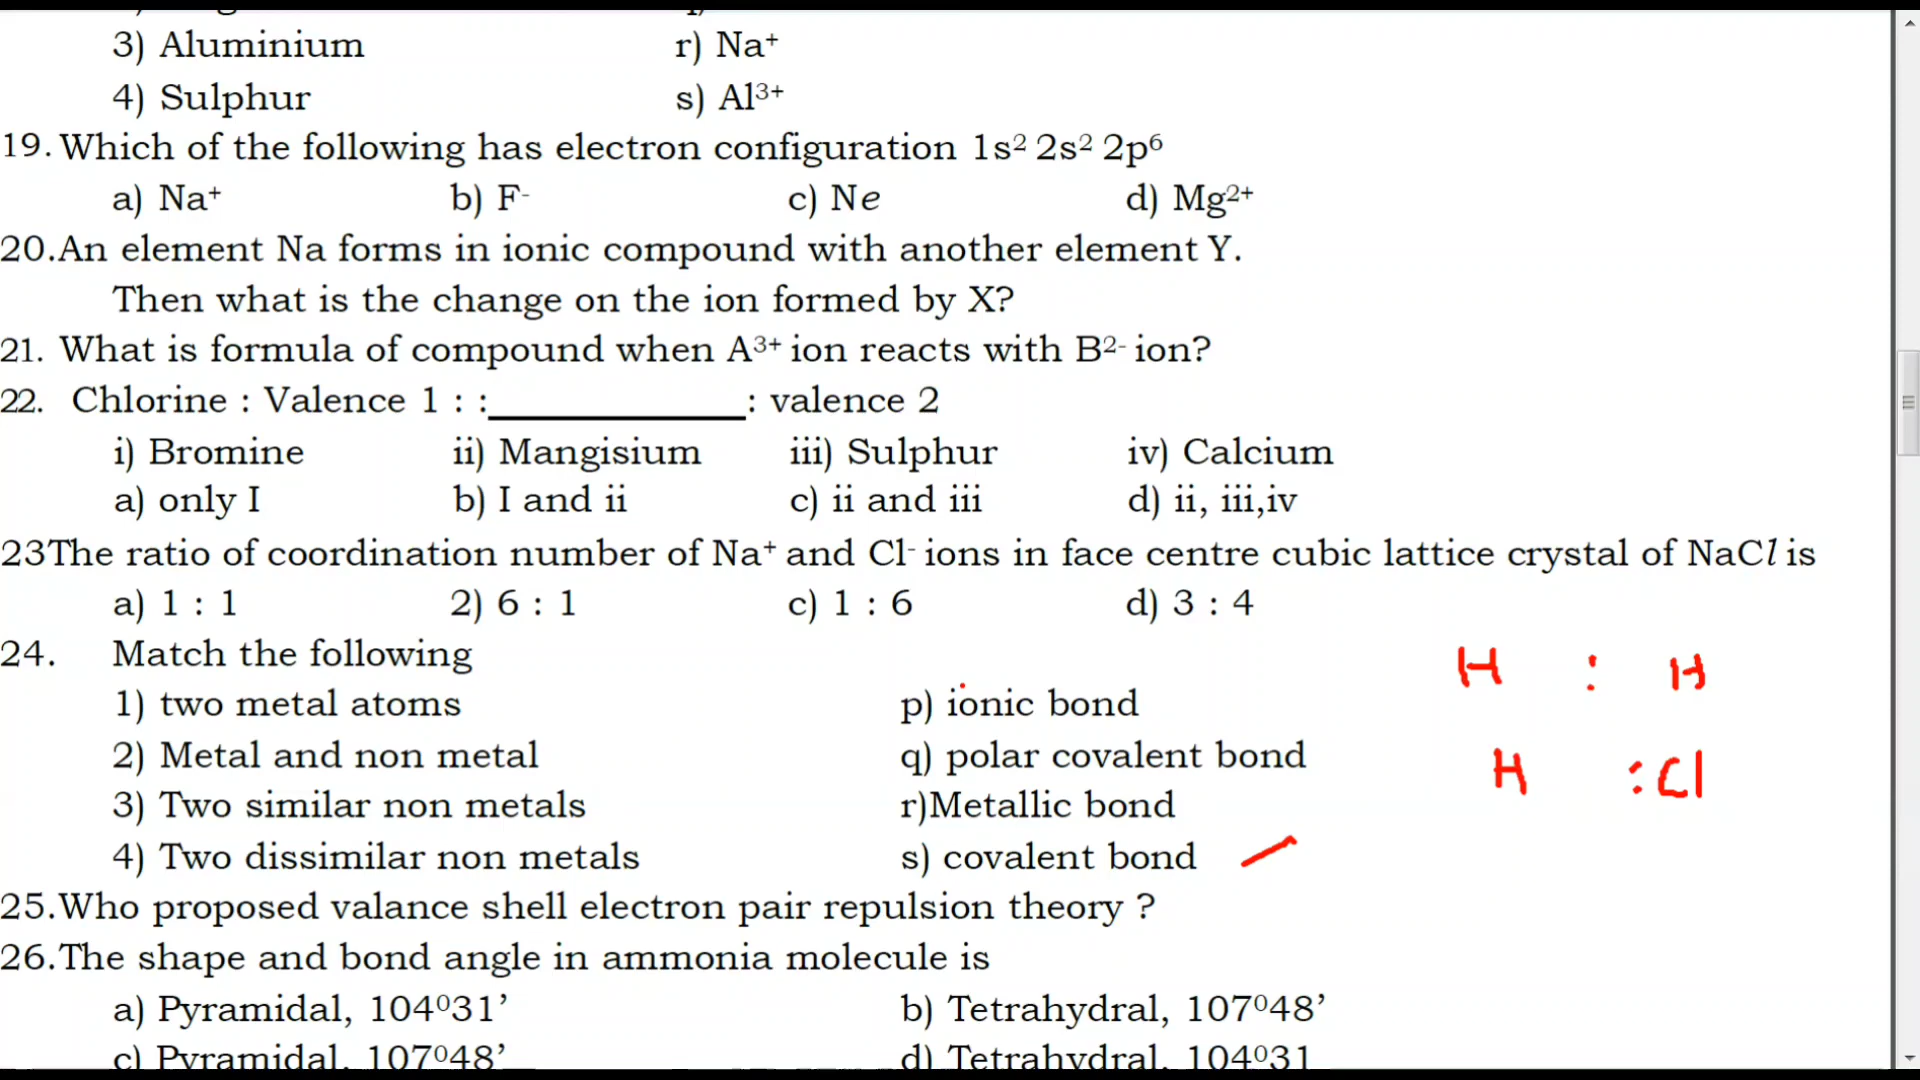 3) Aluminium r) Na⁺
4) Sulphur s) Al³⁺
19. Which of the following has electron configuration 1s² 2s² 2p⁶
a) Na⁺ b) F⁻ c) Ne d) Mg²⁺
20.An element Na forms in ionic compound with another element Y.
Then what is the change on the ion formed by X?
21. What is formula of compound when A³⁺ ion reacts with B²⁻ ion?
22. Chlorine : Valence 1 : :____________: valence 2
i) Bromine ii) Mangisium iii) Sulphur iv) Calcium
a) only I b) I and ii c) ii and iii d) ii, iii,iv
23The ratio of coordination number of Na⁺ and Cl⁻ ions in face centre cubic lattice crystal of NaCl is
a) 1 : 1 2) 6 : 1 c) 1 : 6 d) 3 : 4
24. Match the following
H : H
1) two metal atoms p) ionic bond
2) Metal and non metal q) polar covalent bond
H :Cl
3) Two similar non metals r)Metallic bond
4) Two dissimilar non metals s) covalent bond
25.Who proposed valance shell electron pair repulsion theory ?
26.The shape and bond angle in ammonia molecule is
a) Pyramidal, 104⁰31’ b) Tetrahydral, 107⁰48’
c) Pyramidal, 107⁰48’ d) Tetrahydral, 104⁰31